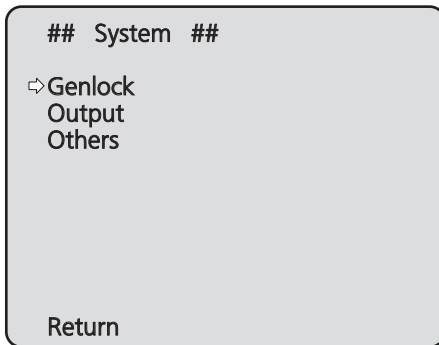 ## System ##
⇨Genlock
Output
Others
Return